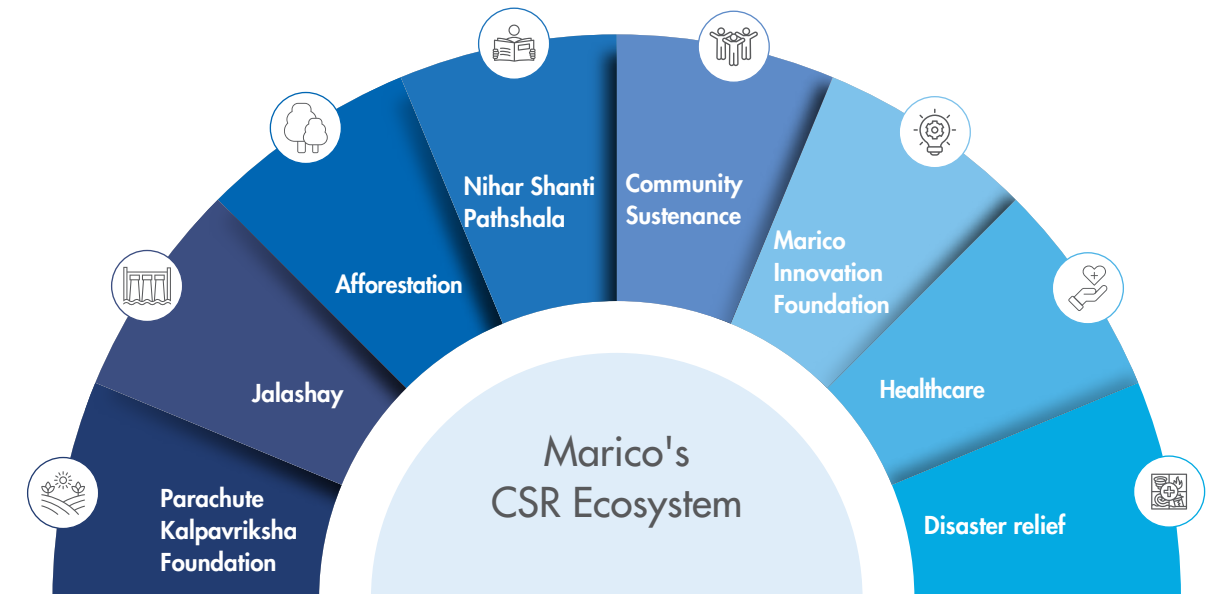 Nihar Shanti
Pathshala
Community
Sustenance
Marico
Innovation
Foundation
Afforestation
Jalashay
Healthcare
Parachute
Kalpavriksha
Foundation
Disaster relief
Marico's
CSR Ecosystem